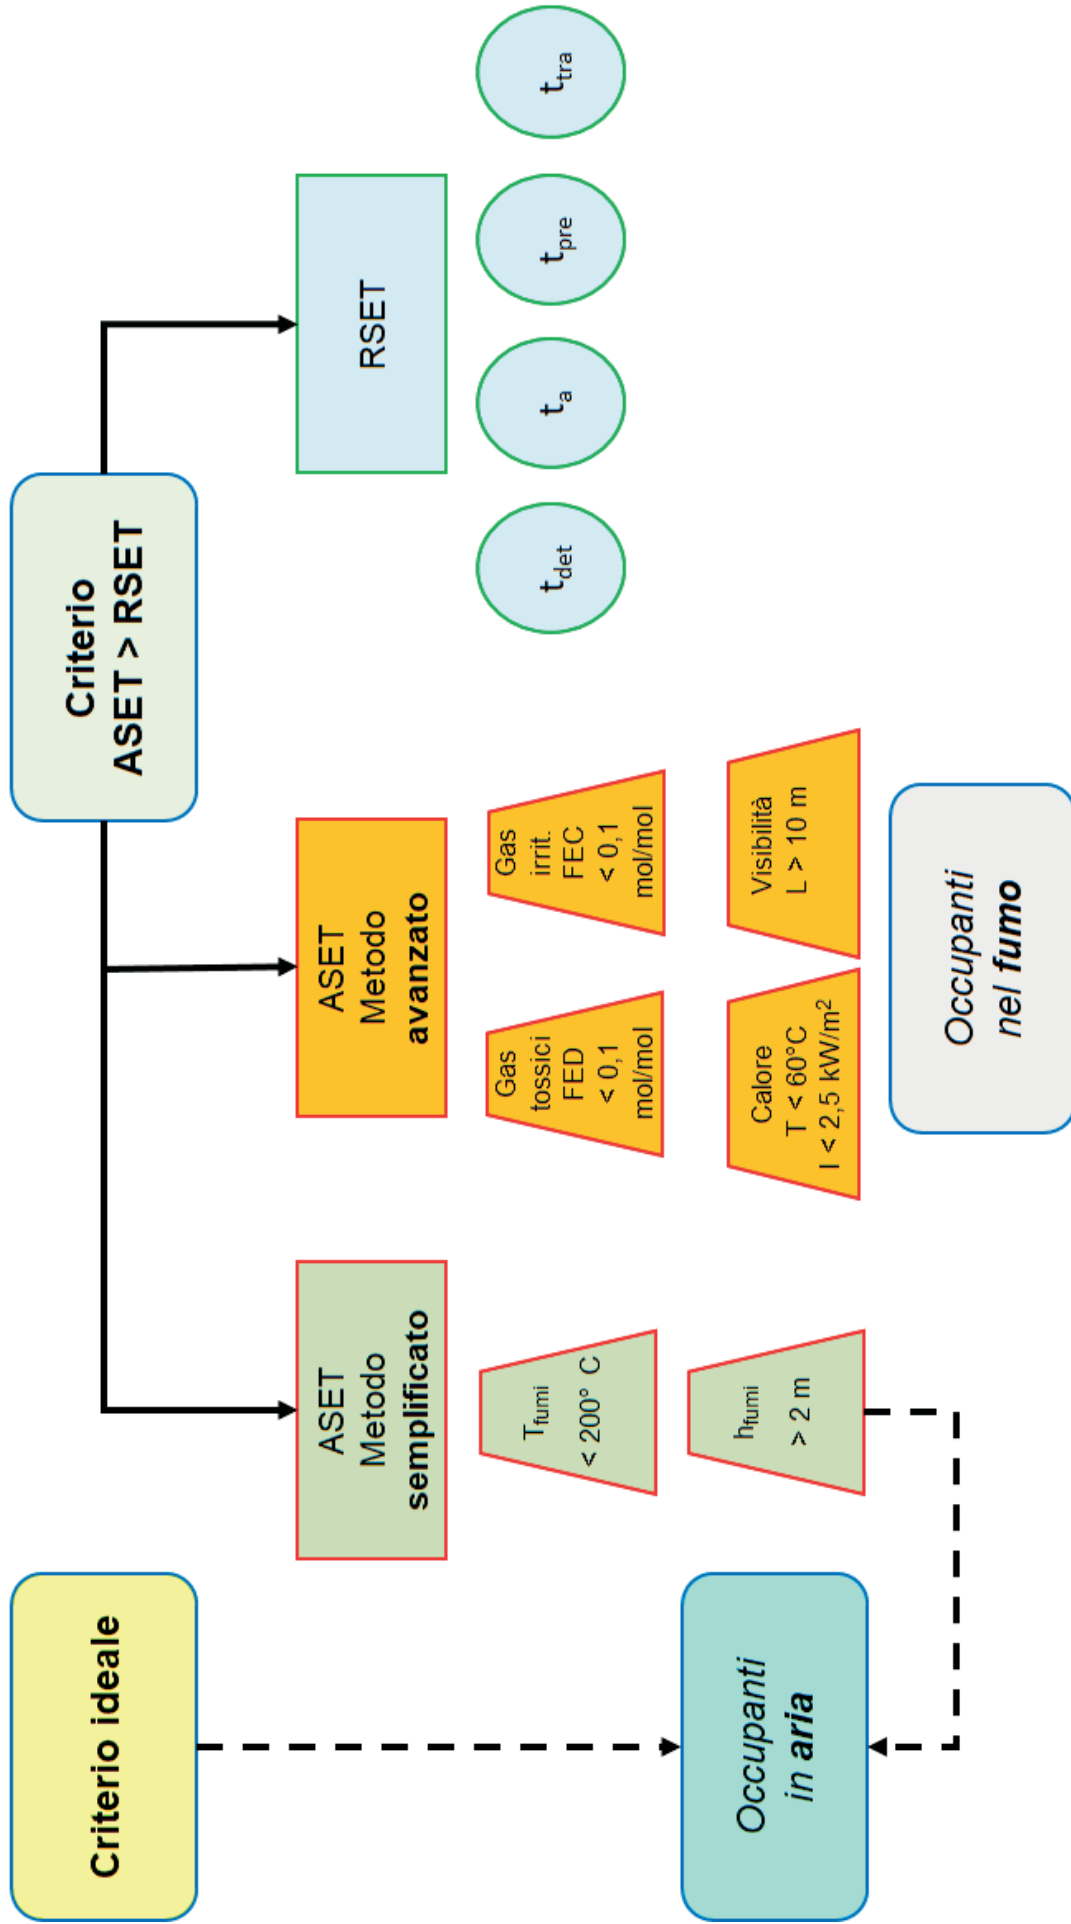 Criterio ideale
Criterio
ASET > RSET
ASET
Metodo
semplificato
ASET
Metodo
avanzato
RSET
T_fumi
< 200° C
h_fumi
> 2 m
Gas
tossici
FED
< 0,1
mol/mol
Gas
irrit.
FEC
< 0,1
mol/mol
Calore
T < 60°C
I < 2,5 kW/m²
Visibilità
L > 10 m
t_det
t_a
t_pre
t_tra
Occupanti
in aria
Occupanti
nel fumo